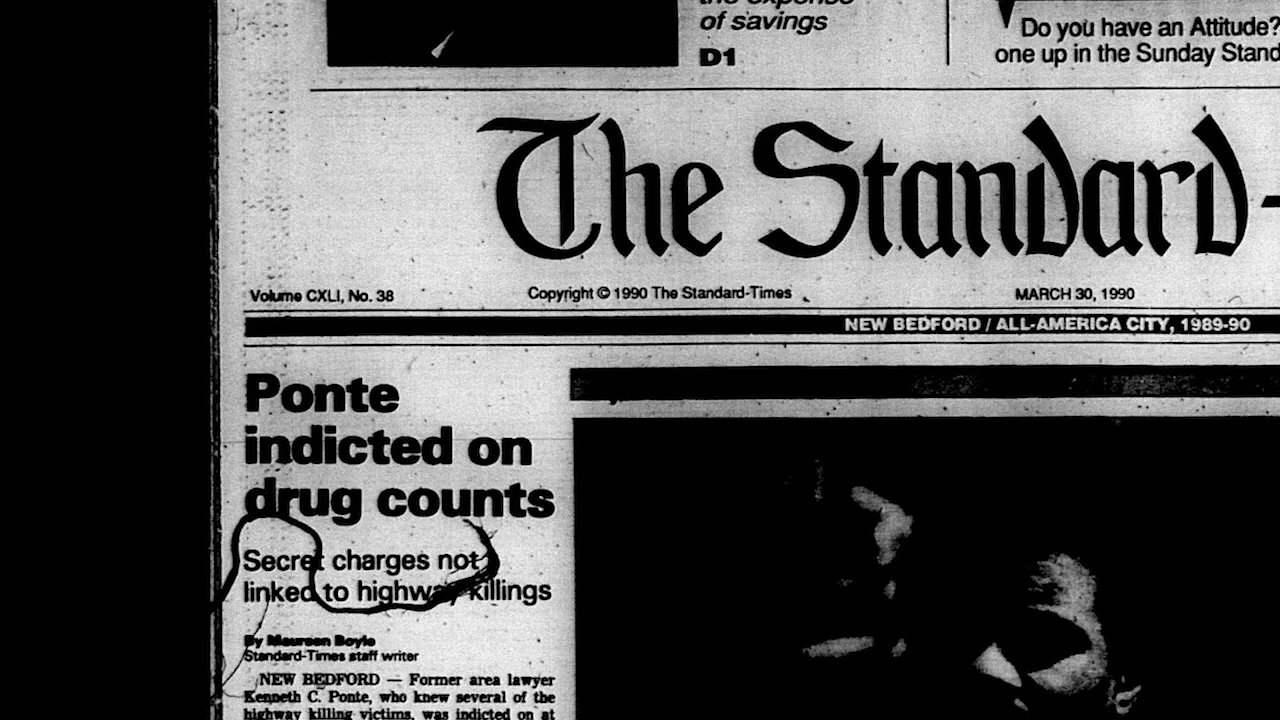 the expense
of savings
D1
Do you have an Attitude?
one up in the Sunday Stand
The Standard-
Volume CXLI, No. 38
Copyright © 1990 The Standard-Times
MARCH 30, 1990
NEW BEDFORD / ALL-AMERICA CITY, 1989-90
Ponte
indicted on
drug counts
Secret charges not
linked to highway killings
By Maureen Boyle
Standard-Times staff writer
NEW BEDFORD — Former area lawyer
Kenneth C. Ponte, who knew several of the
highway killing victims, was indicted on at